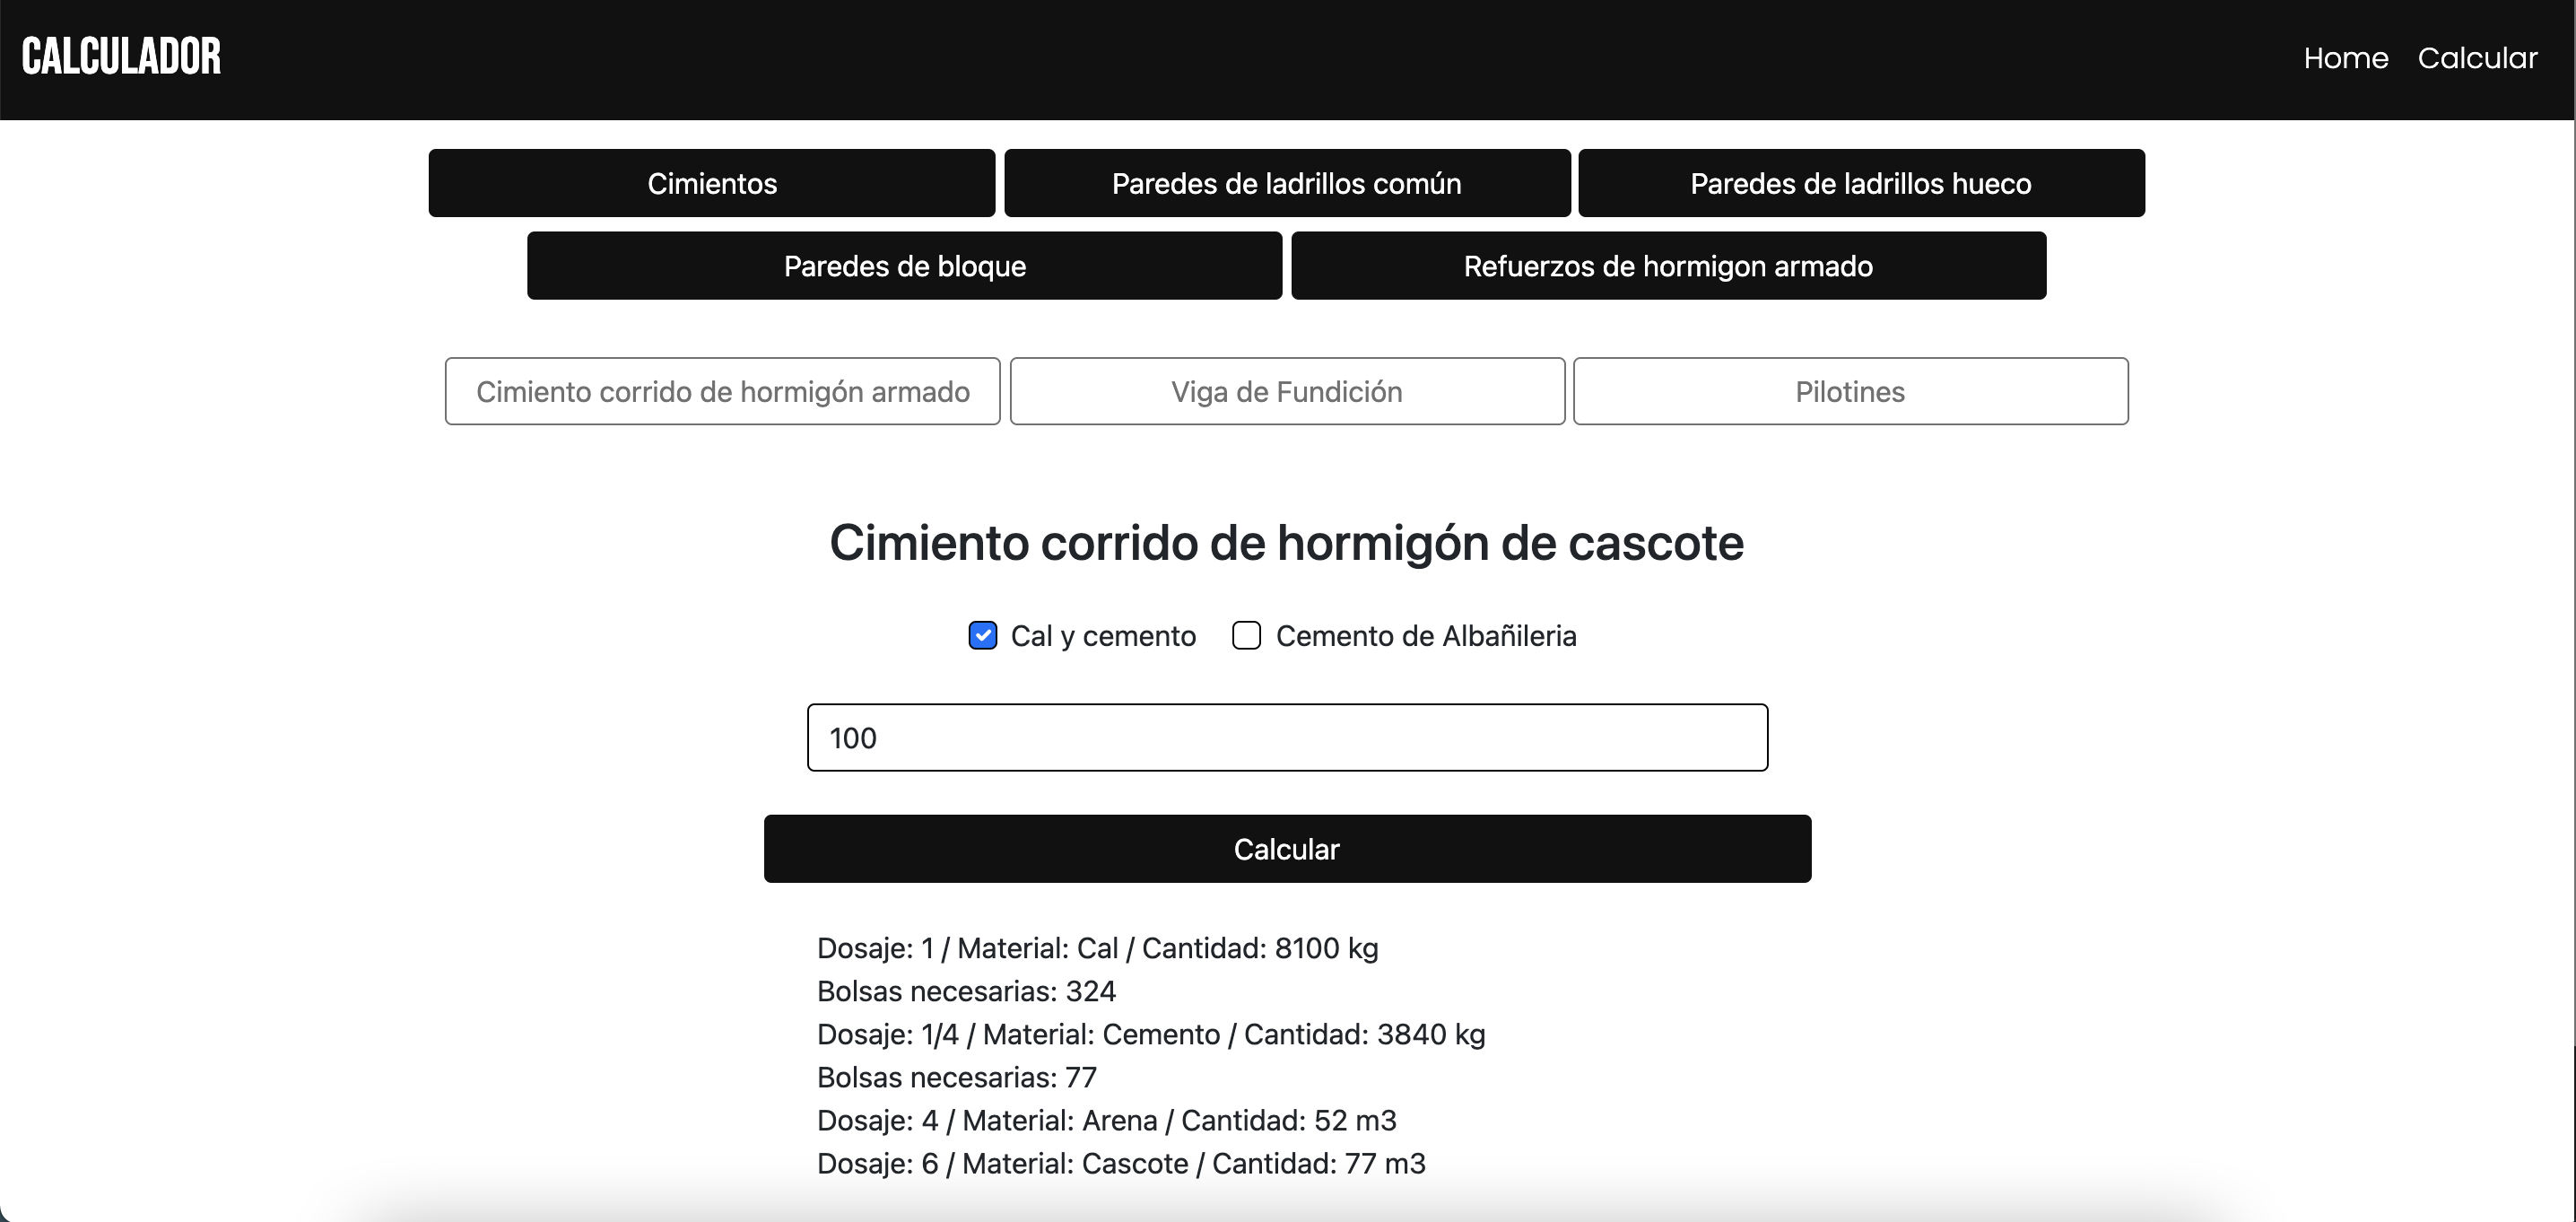 CALCULADOR
Home Calcular
Cimientos
Paredes de ladrillos común
Paredes de ladrillos hueco
Paredes de bloque
Refuerzos de hormigon armado
Cimiento corrido de hormigón armado
Viga de Fundición
Pilotines
Cimiento corrido de hormigón de cascote
Cal y cemento
Cemento de Albañileria
100
Calcular
Dosaje: 1 / Material: Cal / Cantidad: 8100 kg
Bolsas necesarias: 324
Dosaje: 1/4 / Material: Cemento / Cantidad: 3840 kg
Bolsas necesarias: 77
Dosaje: 4 / Material: Arena / Cantidad: 52 m3
Dosaje: 6 / Material: Cascote / Cantidad: 77 m3